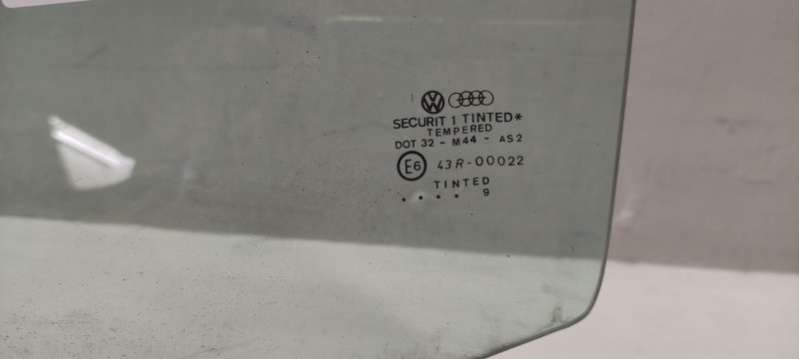 SECURIT 1 TINTED*
TEMPERED
DOT 32 - M44 - AS2
E6 43R-00022
TINTED
. . . . 9